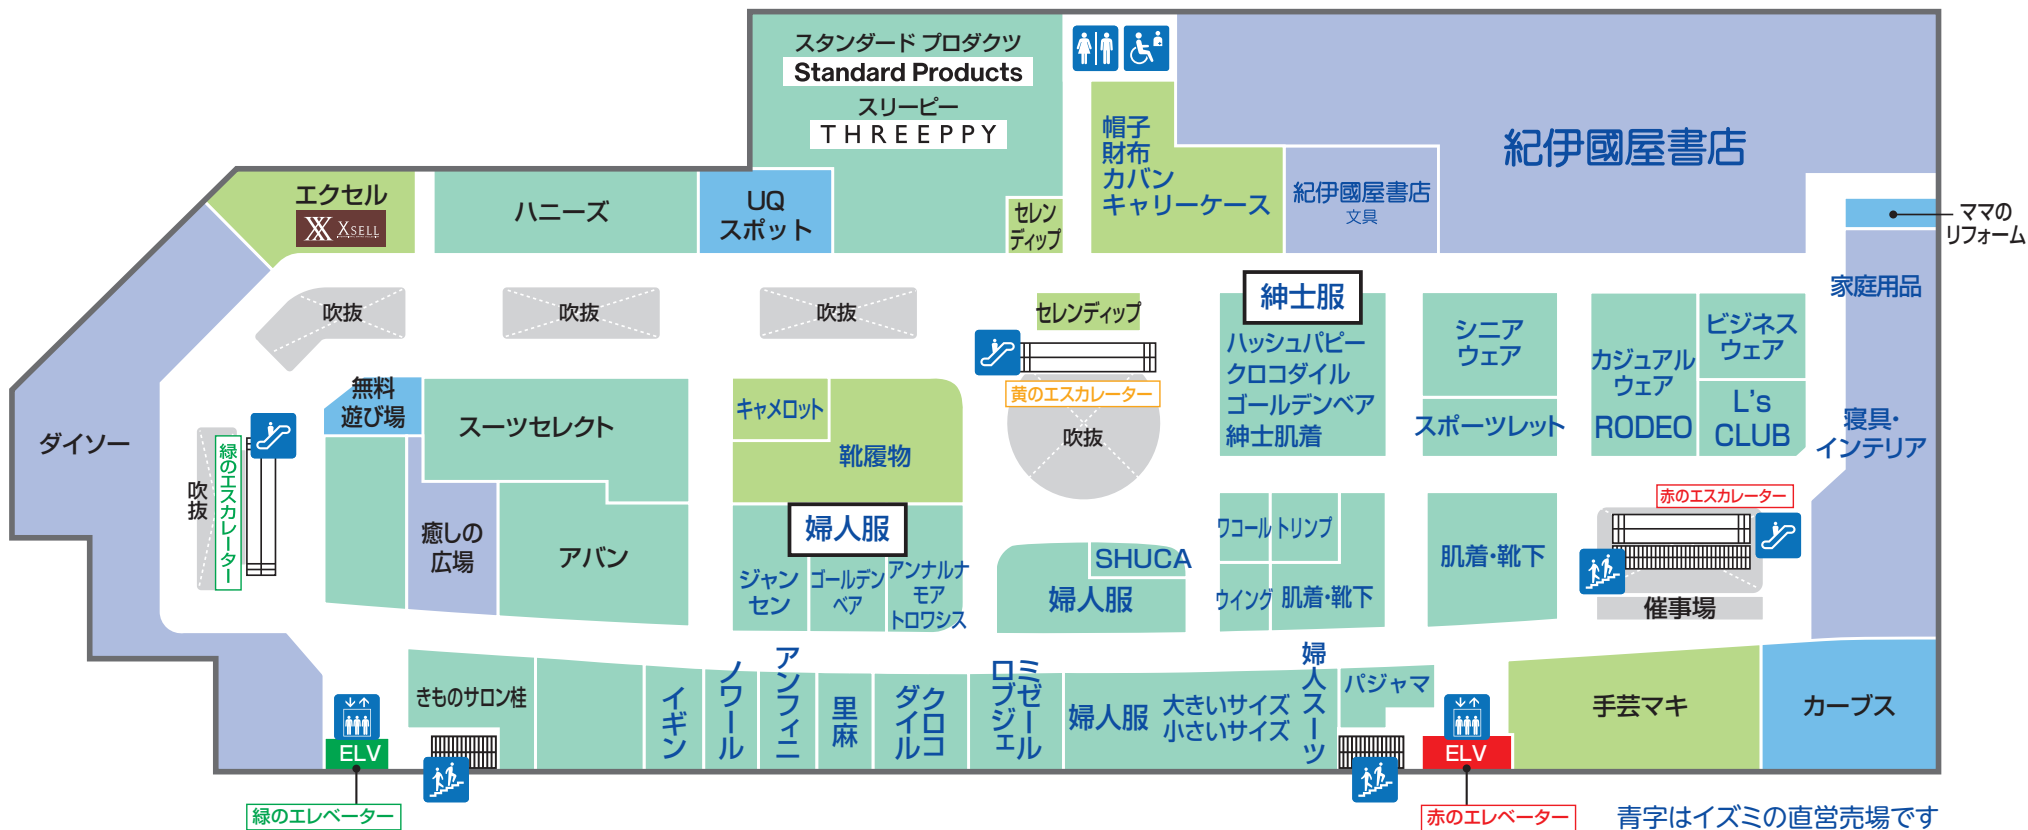 スタンダード プロダクツ
Standard Products
スリーピー
THREEPPY
帽子
財布
カバン
キャリーケース
紀伊國屋書店
紀伊國屋書店
文具
ママの
リフォーム
エクセル
XSELL
ハニーズ
UQ
スポット
セレン
ディップ
家庭用品
吹抜
吹抜
吹抜
セレンディップ
黄のエスカレーター
吹抜
紳士服
ハッシュパピー
クロコダイル
ゴールデンベア
紳士肌着
シニア
ウェア
スポーツレット
カジュアル
ウェア
RODEO
ビジネス
ウェア
L's
CLUB
寝具・
インテリア
ダイソー
無料
遊び場
スーツセレクト
キャメロット
靴履物
吹抜
緑のエスカレーター
癒しの
広場
アバン
婦人服
ジャン
セン
ゴールデン
ベア
アンナルナ
モア
トロワシス
SHUCA
婦人服
ワコール
トリンプ
ウイング
肌着・靴下
肌着・靴下
赤のエスカレーター
催事場
きものサロン桂
イギン
ノワール
アンフィニ
里麻
クロコ
ダイル
ミゼール
ロブジェ
婦人服
大きいサイズ
小さいサイズ
婦人スーツ
パジャマ
手芸マキ
カーブス
ELV
緑のエレベーター
ELV
赤のエレベーター
青字はイズミの直営売場です